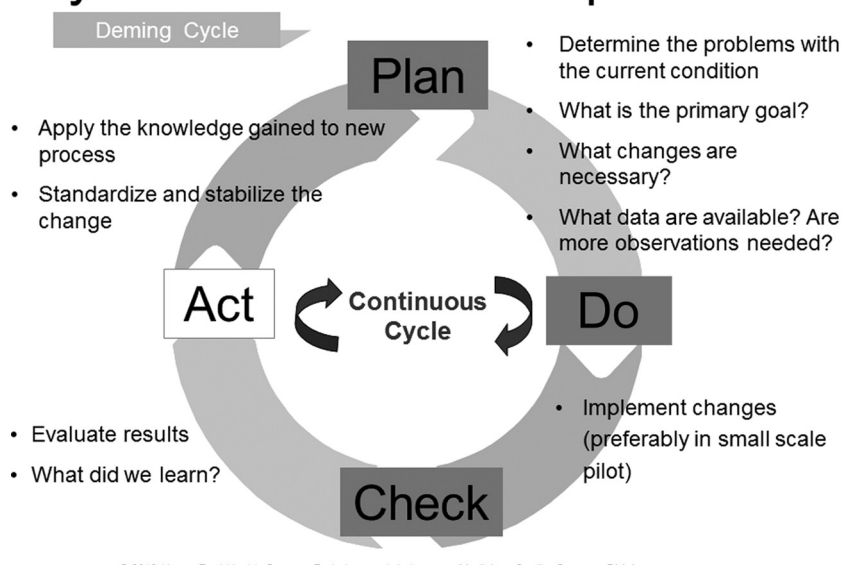 Deming Cycle
Plan
• Determine the problems with
the current condition
• What is the primary goal?
• What changes are
necessary?
• What data are available? Are
more observations needed?
• Apply the knowledge gained to new
process
• Standardize and stabilize the
change
Act
Continuous
Cycle
Do
• Implement changes
(preferably in small scale
pilot)
• Evaluate results
• What did we learn?
Check